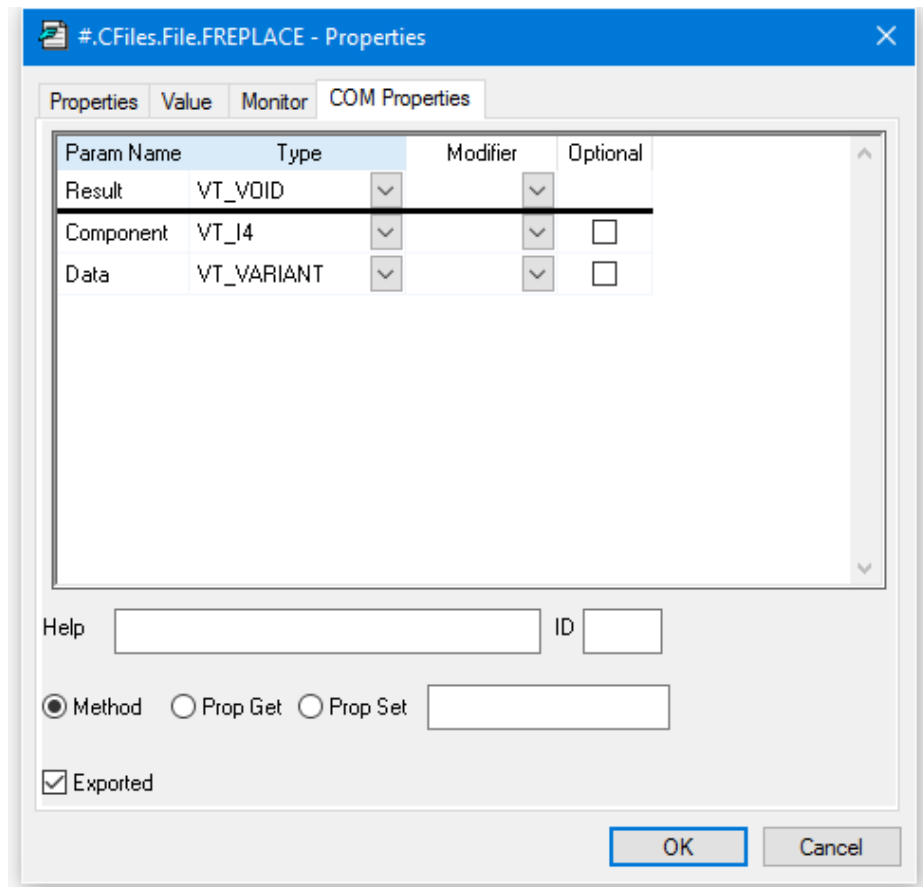 #.CFiles.File.FREPLACE - Properties
Properties Value Monitor COM Properties
Param Name Type Modifier Optional
Result VT_VOID
Component VT_I4
Data VT_VARIANT
Help ID
Method Prop Get Prop Set
Exported
OK Cancel